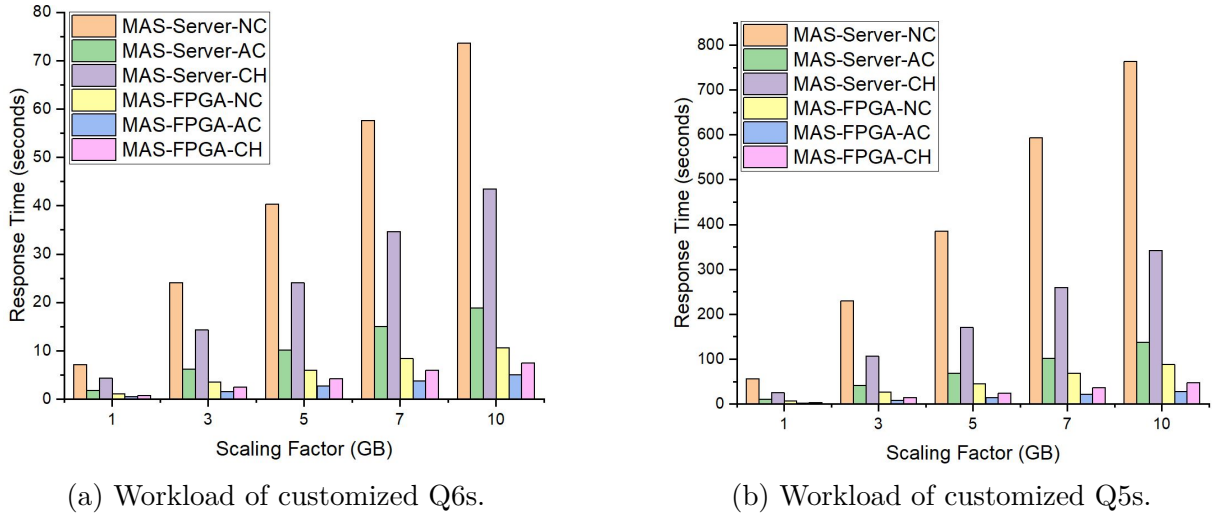 80
70
60
50
40
30
20
10
0
Response Time (seconds)
MAS-Server-NC
MAS-Server-AC
MAS-Server-CH
MAS-FPGA-NC
MAS-FPGA-AC
MAS-FPGA-CH
1 3 5 7 10
Scaling Factor (GB)
(a) Workload of customized Q6s.
800
700
600
500
400
300
200
100
0
Response Time (seconds)
MAS-Server-NC
MAS-Server-AC
MAS-Server-CH
MAS-FPGA-NC
MAS-FPGA-AC
MAS-FPGA-CH
1 3 5 7 10
Scaling Factor (GB)
(b) Workload of customized Q5s.